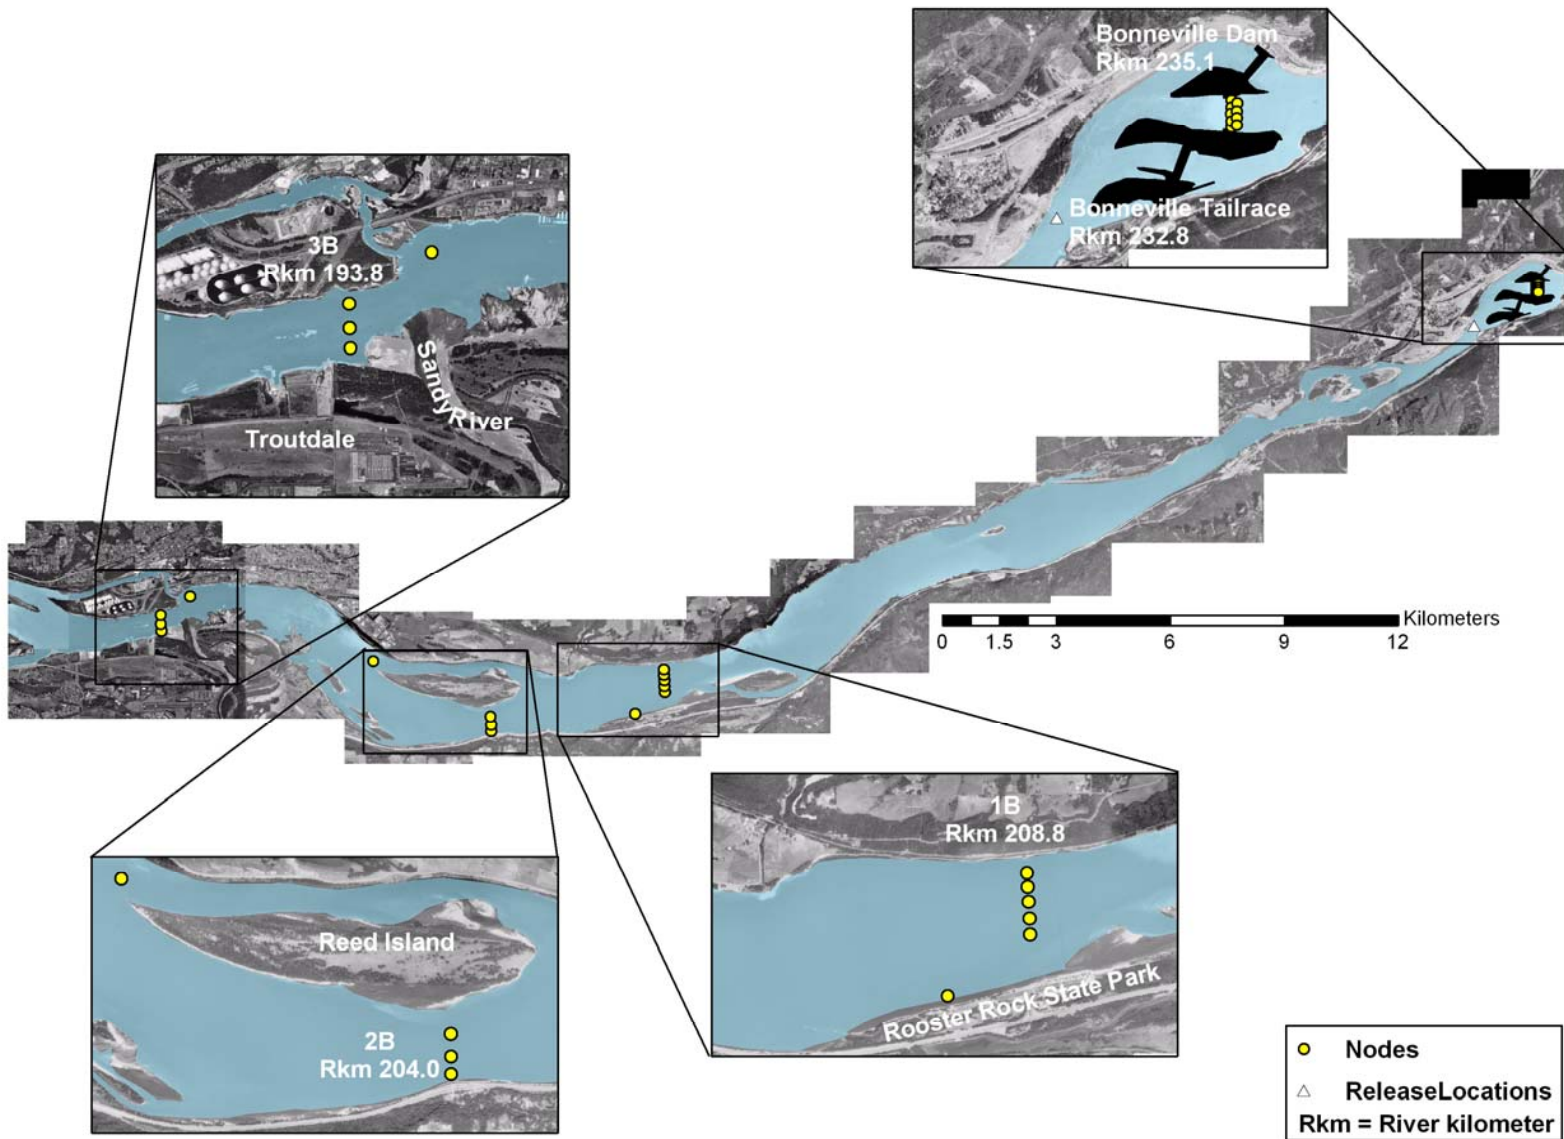 Bonneville Dam
Rkm 235.1
Bonneville Tailrace
Rkm 232.8
3B
Rkm 193.8
SandyRiver
Troutdale
Kilometers
0 1.5 3 6 9 12
1B
Rkm 208.8
Rooster Rock State Park
Reed Island
2B
Rkm 204.0
Nodes
ReleaseLocations
Rkm = River kilometer